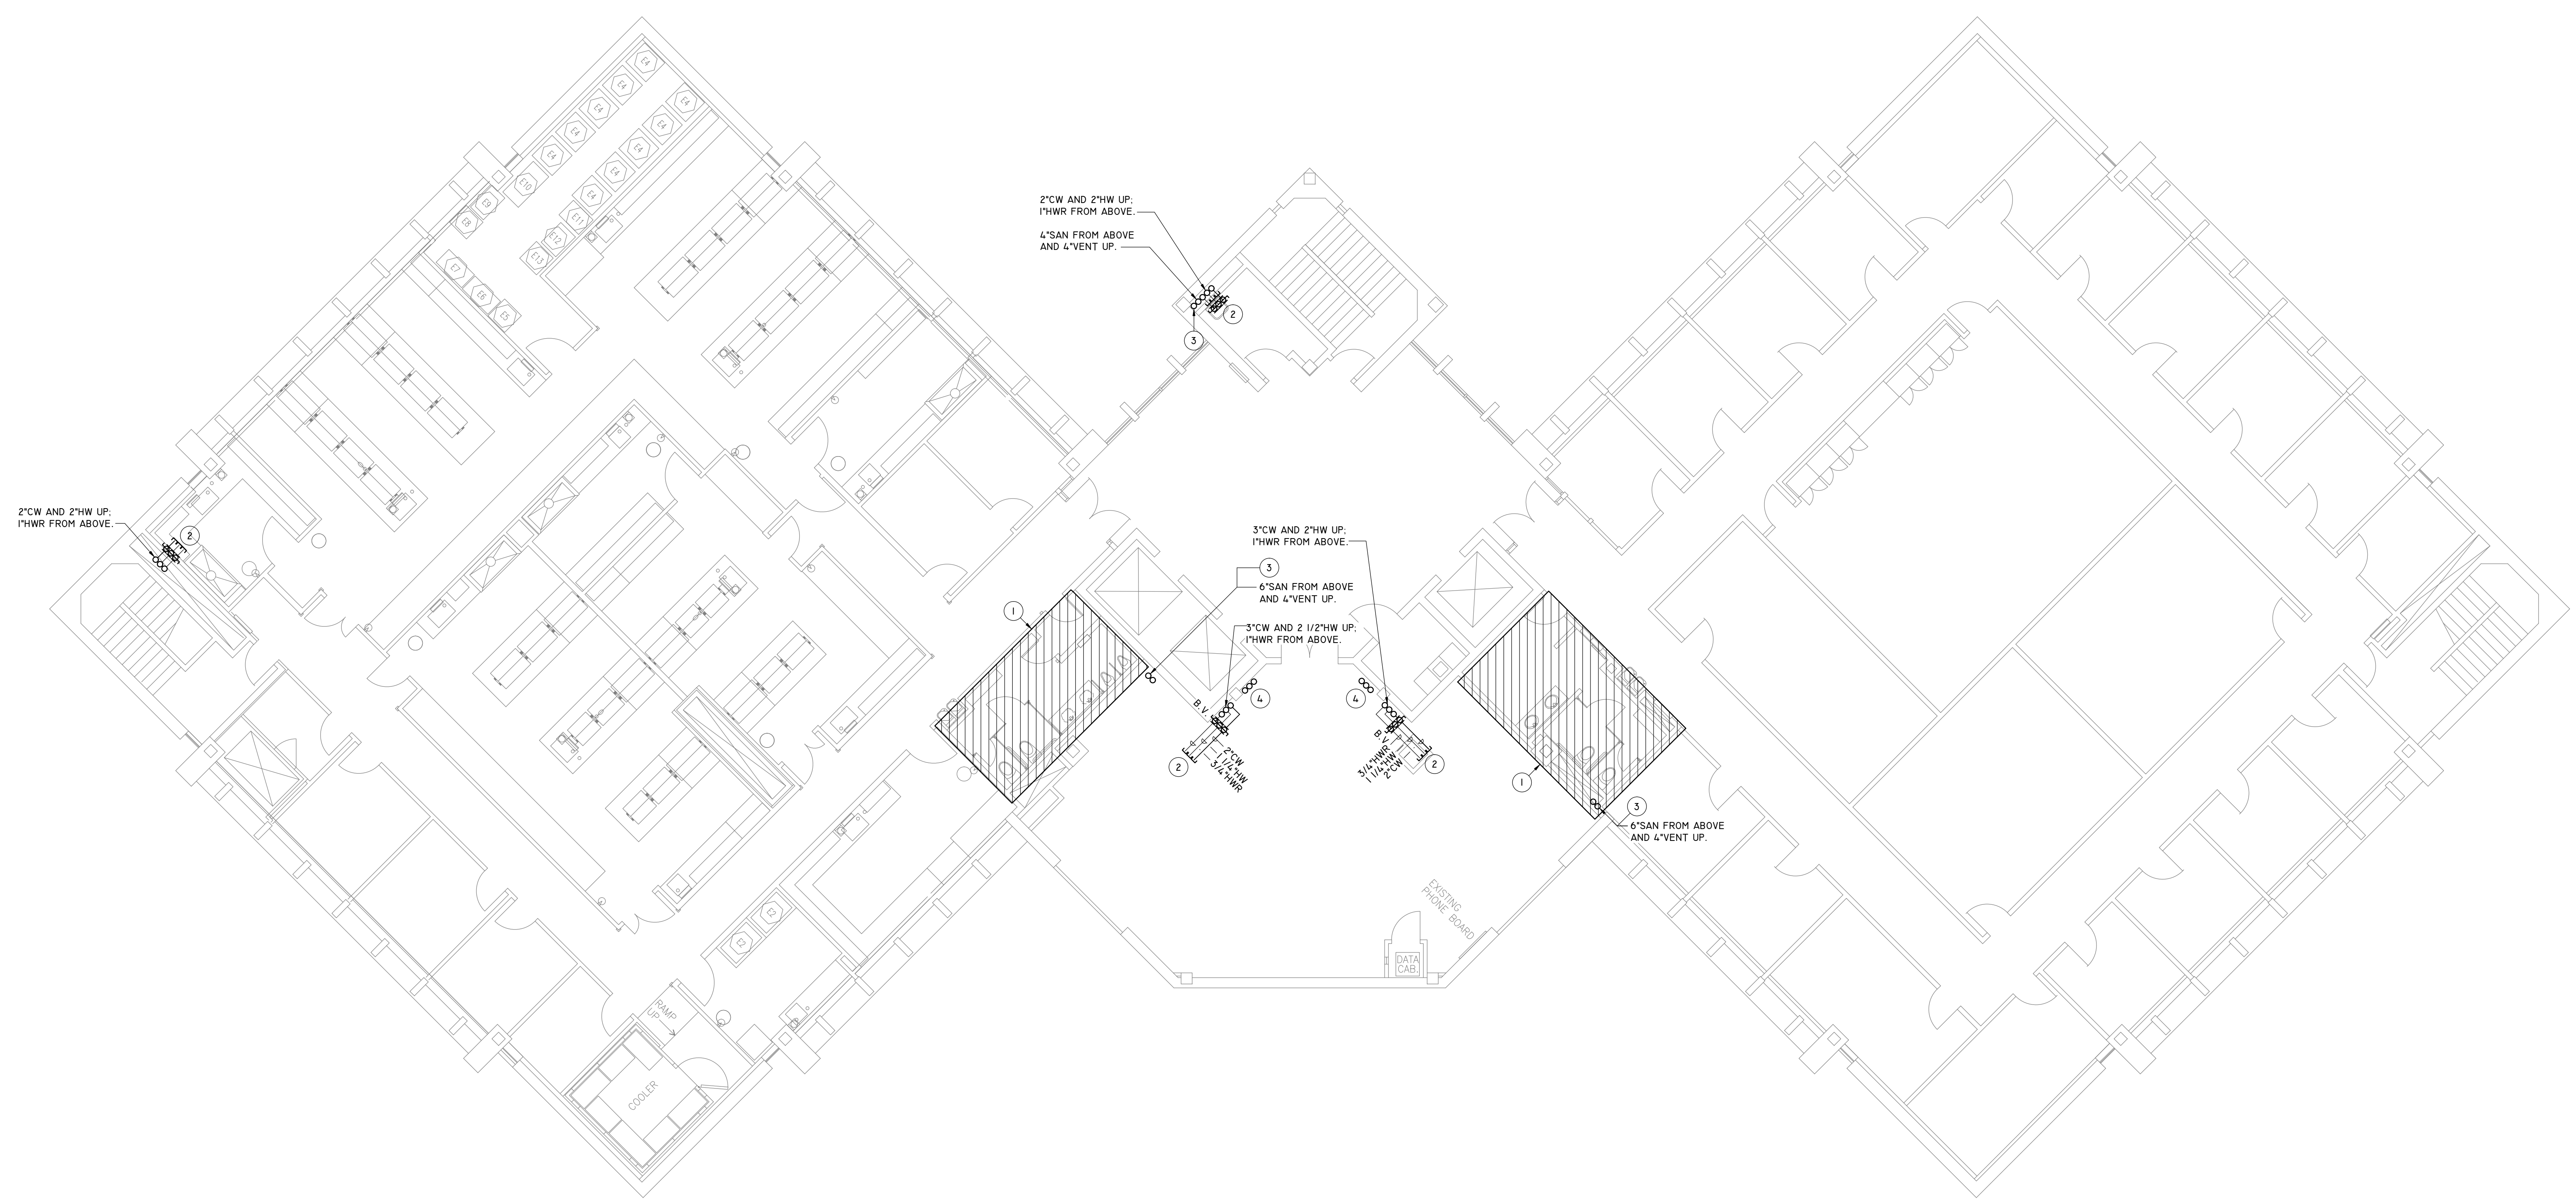 E4
E4
E4
E4
E4
E10
E9
E8
E4
E4
E4
E4
E4
E11
E12
E13
E7
E6
E5
2"CW AND 2"HW UP;
1"HWR FROM ABOVE.
4"SAN FROM ABOVE
AND 4"VENT UP.
2
3
2"CW AND 2"HW UP;
1"HWR FROM ABOVE.
2
3"CW AND 2"HW UP;
1"HWR FROM ABOVE.
3
6"SAN FROM ABOVE
AND 4"VENT UP.
1
3"CW AND 2 1/2"HW UP;
1"HWR FROM ABOVE.
4
4
B.V.
2"CW
1 1/4"HW
3/4"HWR
2
B.V.
3/4"HWR
1 1/4"HW
2"CW
2
1
3
6"SAN FROM ABOVE
AND 4"VENT UP.
EXISTING
PHONE BOARD
DATA
CAB.
E2
E2
RAMP
UP
COOLER